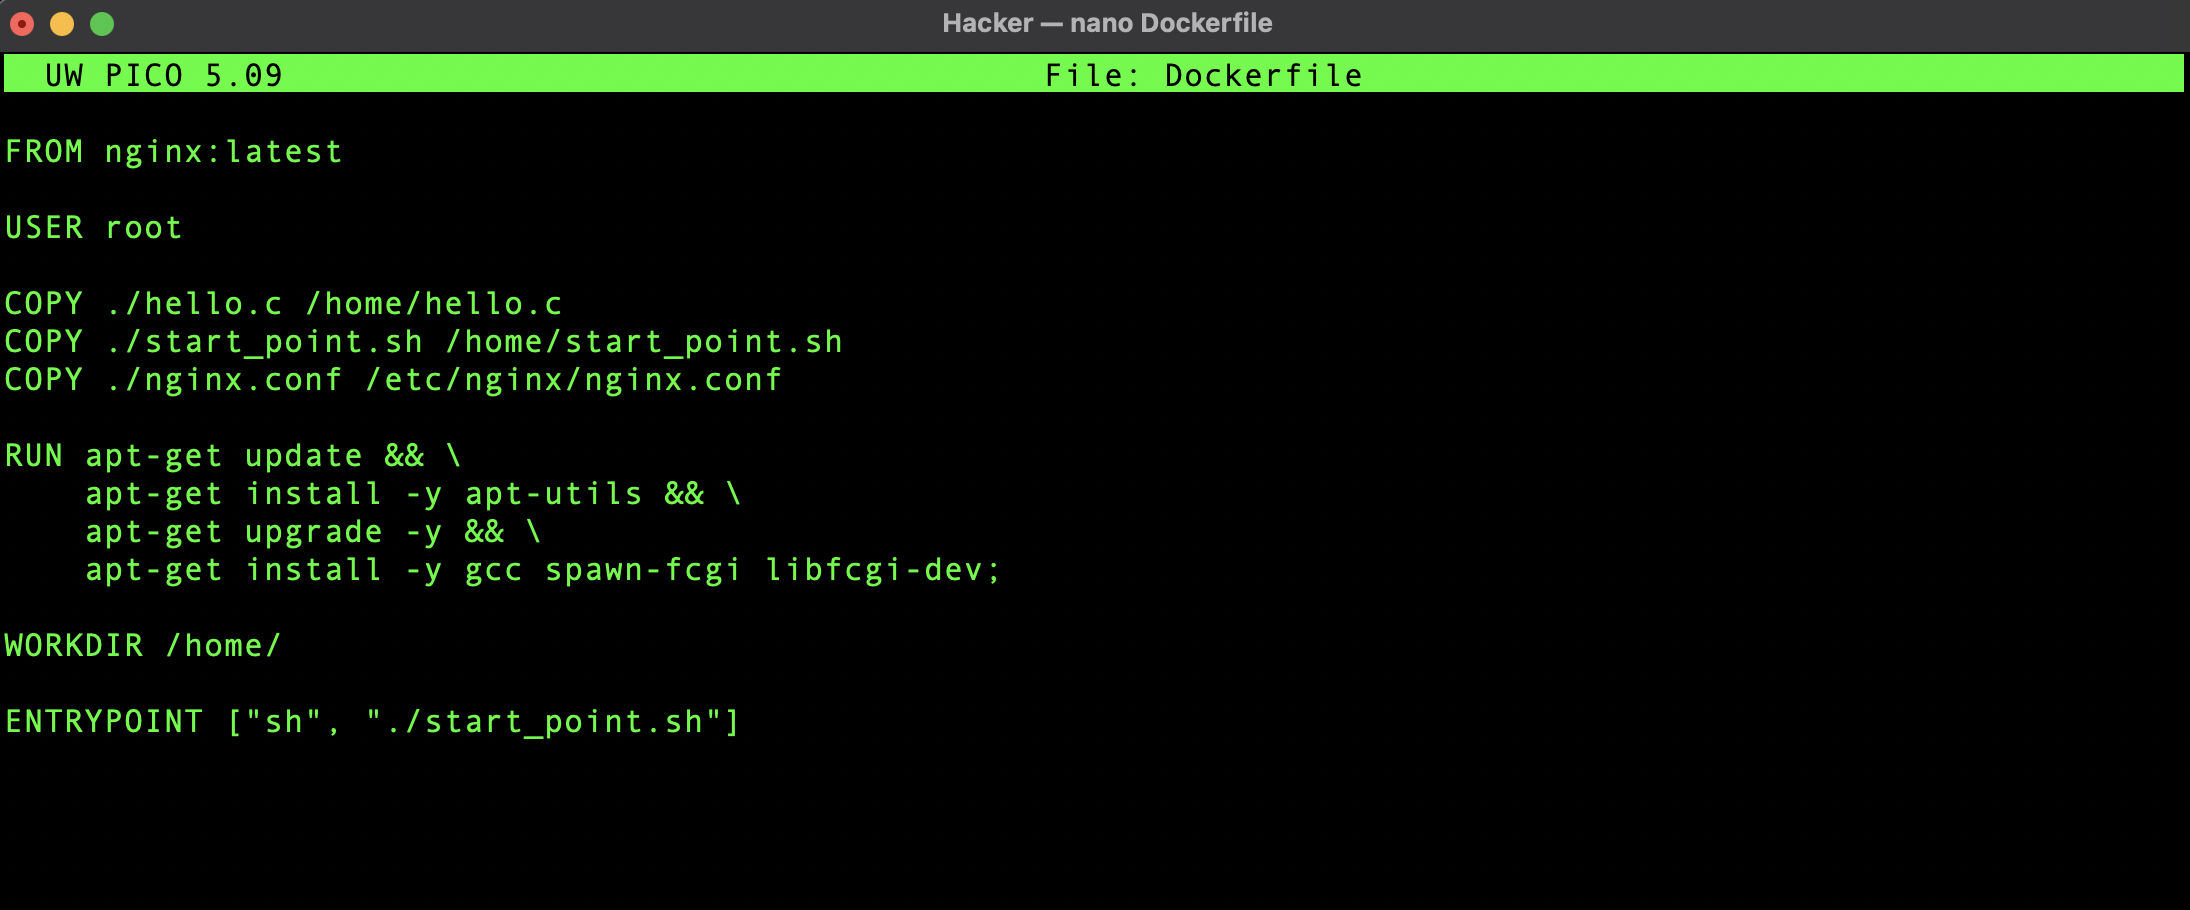 Hacker — nano Dockerfile
UW PICO 5.09 File: Dockerfile
FROM nginx:latest
USER root
COPY ./hello.c /home/hello.c
COPY ./start_point.sh /home/start_point.sh
COPY ./nginx.conf /etc/nginx/nginx.conf
RUN apt-get update && \
    apt-get install -y apt-utils && \
    apt-get upgrade -y && \
    apt-get install -y gcc spawn-fcgi libfcgi-dev;
WORKDIR /home/
ENTRYPOINT ["sh", "./start_point.sh"]